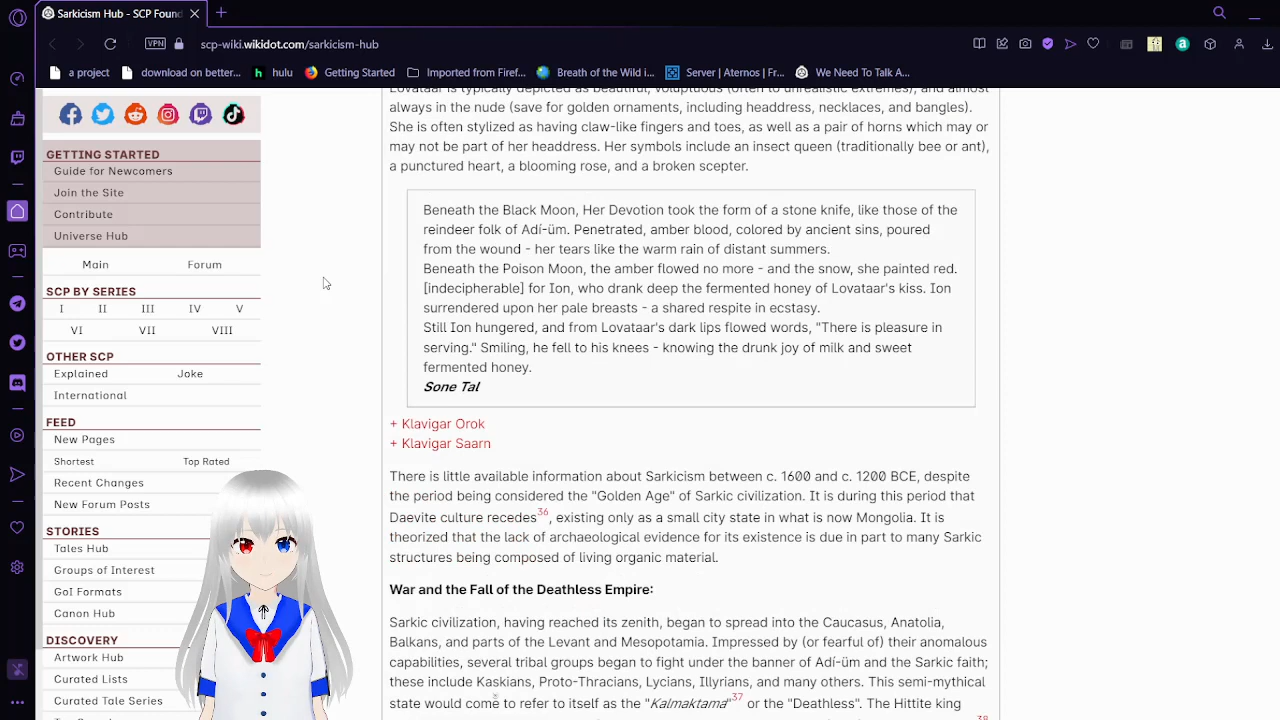 Sarkicism Hub - SCP Found
VPN
scp-wiki.wikidot.com/sarkicism-hub
a project
download on better...
hulu
Getting Started
Imported from Firef...
Breath of the Wild i...
Server | Aternos | Fr...
We Need To Talk A...
GETTING STARTED
Guide for Newcomers
Join the Site
Contribute
Universe Hub
Main Forum
SCP BY SERIES
I II III IV V
VI VII VIII
OTHER SCP
Explained Joke
International
FEED
New Pages
Shortest Top Rated
Recent Changes
New Forum Posts
STORIES
Tales Hub
Groups of Interest
GoI Formats
Canon Hub
DISCOVERY
Artwork Hub
Curated Lists
Curated Tale Series
Lovataar is typically depicted as beautiful, voluptuous (often to unrealistic extremes), and almost
always in the nude (save for golden ornaments, including headdress, necklaces, and bangles).
She is often stylized as having claw-like fingers and toes, as well as a pair of horns which may or
may not be part of her headdress. Her symbols include an insect queen (traditionally bee or ant),
a punctured heart, a blooming rose, and a broken scepter.
Beneath the Black Moon, Her Devotion took the form of a stone knife, like those of the
reindeer folk of Adí-üm. Penetrated, amber blood, colored by ancient sins, poured
from the wound - her tears like the warm rain of distant summers.
Beneath the Poison Moon, the amber flowed no more - and the snow, she painted red.
[indecipherable] for Ion, who drank deep the fermented honey of Lovataar's kiss. Ion
surrendered upon her pale breasts - a shared respite in ecstasy.
Still Ion hungered, and from Lovataar's dark lips flowed words, "There is pleasure in
serving." Smiling, he fell to his knees - knowing the drunk joy of milk and sweet
fermented honey.
Sone Tal
+ Klavigar Orok
+ Klavigar Saarn
There is little available information about Sarkicism between c. 1600 and c. 1200 BCE, despite
the period being considered the "Golden Age" of Sarkic civilization. It is during this period that
Daevite culture recedes36, existing only as a small city state in what is now Mongolia. It is
theorized that the lack of archaeological evidence for its existence is due in part to many Sarkic
structures being composed of living organic material.
War and the Fall of the Deathless Empire:
Sarkic civilization, having reached its zenith, began to spread into the Caucasus, Anatolia,
Balkans, and parts of the Levant and Mesopotamia. Impressed by (or fearful of) their anomalous
capabilities, several tribal groups began to fight under the banner of Adí-üm and the Sarkic faith;
these include Kaskians, Proto-Thracians, Lycians, Illyrians, and many others. This semi-mythical
state would come to refer to itself as the "Kalmaktama"37 or the "Deathless". The Hittite king
38